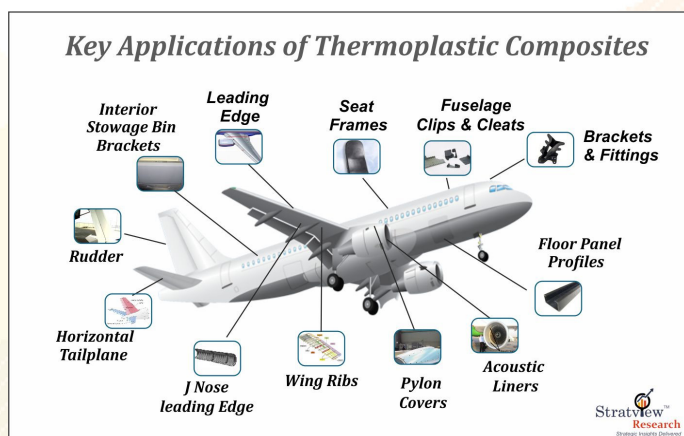 Key Applications of Thermoplastic Composites
Interior
Stowage Bin
Brackets
Leading
Edge
Seat
Frames
Fuselage
Clips & Cleats
Brackets
& Fittings
Rudder
Floor Panel
Profiles
Horizontal
Tailplane
J Nose
leading Edge
Wing Ribs
Pylon
Covers
Acoustic
Liners
Stratview™
Research
Strategic Insights Delivered